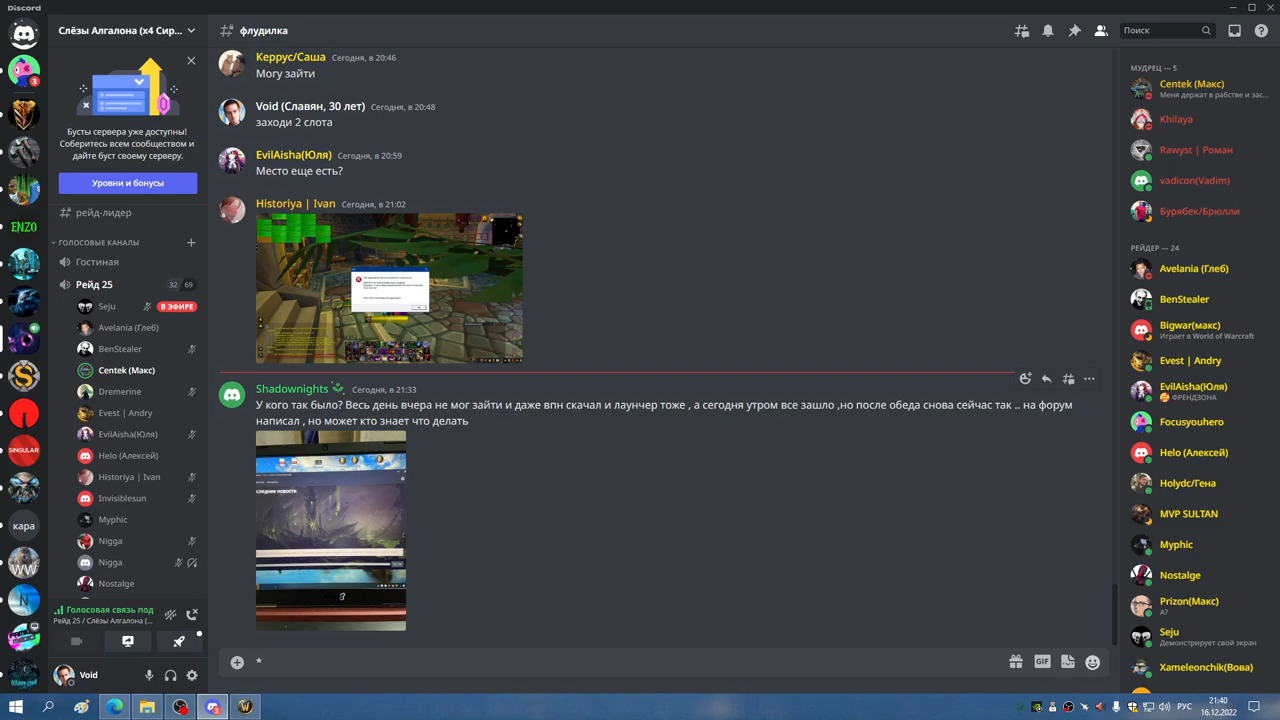 Discord
Слёзы Алгалона (x4 Сир...
флудилка
Поиск
3
Бусты сервера уже доступны!
Соберитесь всем сообществом и
дайте буст своему серверу.
Уровни и бонусы
рейд-лидер
ГОЛОСОВЫЕ КАНАЛЫ
Гостиная
Рейд 25
32 69
Seju
В ЭФИРЕ
Avelania (Глеб)
BenStealer
Centek (Макс)
Dremerine
Evest | Andry
EvilAisha(Юля)
Helo (Алексей)
Historiya | Ivan
Invisiblesun
Myphic
Nigga
Nigga
Nostalge
ENZO
SINGULAR
кара
Голосовая связь под
Рейд 25 / Слёзы Алгалона (...
Void
Керрус/Саша Сегодня, в 20:46
Могу зайти
Void (Славян, 30 лет) Сегодня, в 20:48
заходи 2 слота
EvilAisha(Юля) Сегодня, в 20:59
Место еще есть?
Historiya | Ivan Сегодня, в 21:02
Shadownights Сегодня, в 21:33
У кого так было? Весь день вчера не мог зайти и даже впн скачал и лаунчер тоже , а сегодня утром все зашло ,но после обеда снова сейчас так .. на форум
написал , но может кто знает что делать
*
GIF
МУДРЕЦ — 5
Centek (Макс)
Меня держат в рабстве и зас...
Khilaya
Rawyst | Роман
vadicon(Vadim)
Бурябек/Брюлли
РЕЙДЕР — 24
Avelania (Глеб)
BenStealer
Bigwar(макс)
Играет в World of Warcraft
Evest | Andry
EvilAisha(Юля)
ФРЕНДЗОНА
Focusyouhero
Helo (Алексей)
Holydc/Гена
MVP SULTAN
Myphic
Nostalge
Prizon(Макс)
А?
Seju
Демонстрирует свой экран
Xameleonchik(Вова)
РУС
21:40
16.12.2022